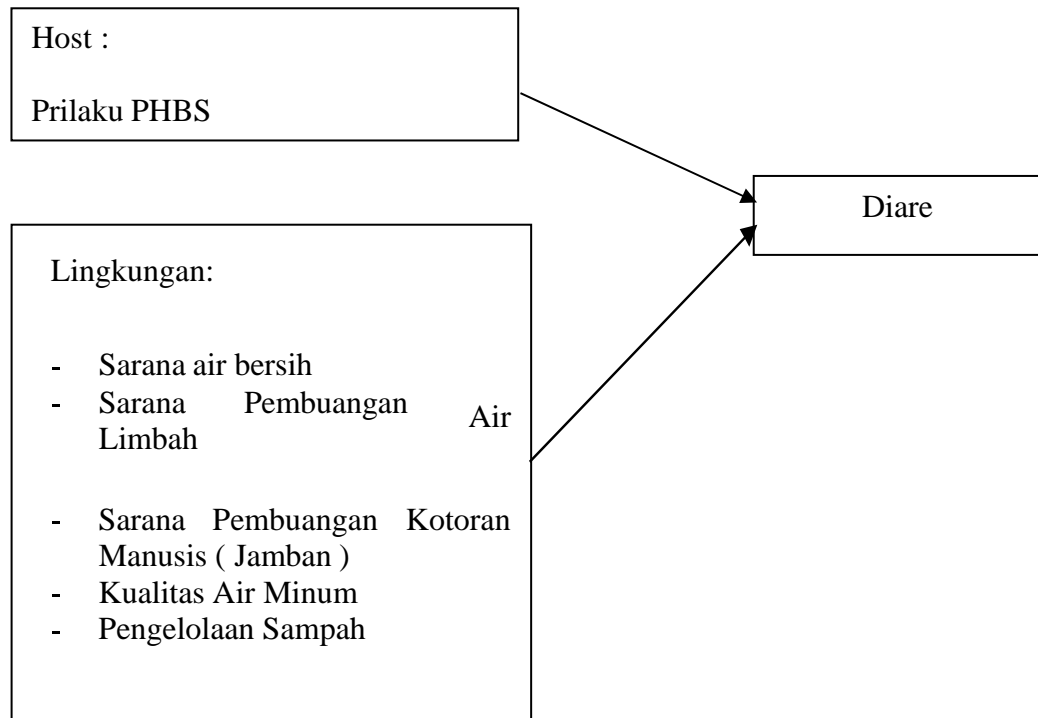 Host :
Prilaku PHBS
Diare
Lingkungan:
- Sarana air bersih
- Sarana Pembuangan Air
Limbah
- Sarana Pembuangan Kotoran
Manusis ( Jamban )
- Kualitas Air Minum
- Pengelolaan Sampah